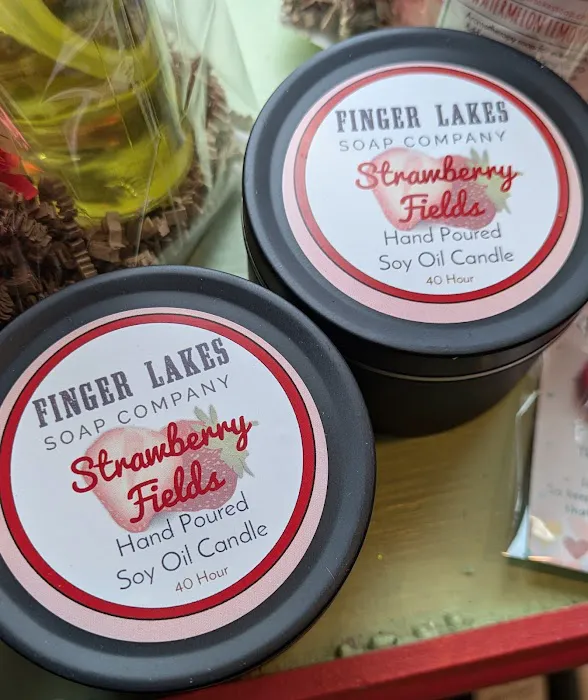 FINGER LAKES
SOAP COMPANY
Strawberry
Fields
Hand Poured
Soy Oil Candle
40 Hour
FINGER LAKES
SOAP COMPANY
Strawberry
Fields
Hand Poured
Soy Oil Candle
40 Hour